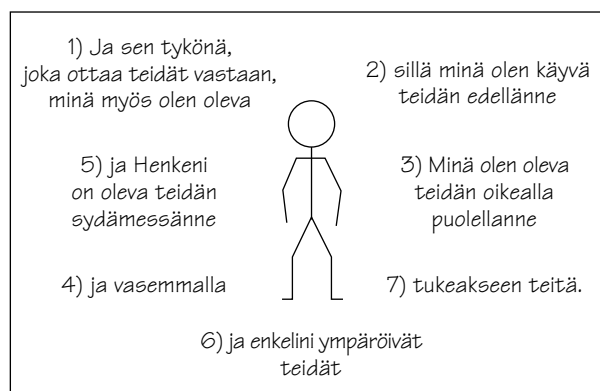 1) Ja sen tykönä,
joka ottaa teidät vastaan,
minä myös olen oleva
2) sillä minä olen käyvä
teidän edellänne
5) ja Henkeni
on oleva teidän
sydämessänne
3) Minä olen oleva
teidän oikealla
puolellanne
4) ja vasemmalla
7) tukeakseen teitä.
6) ja enkelini ympäröivät
teidät